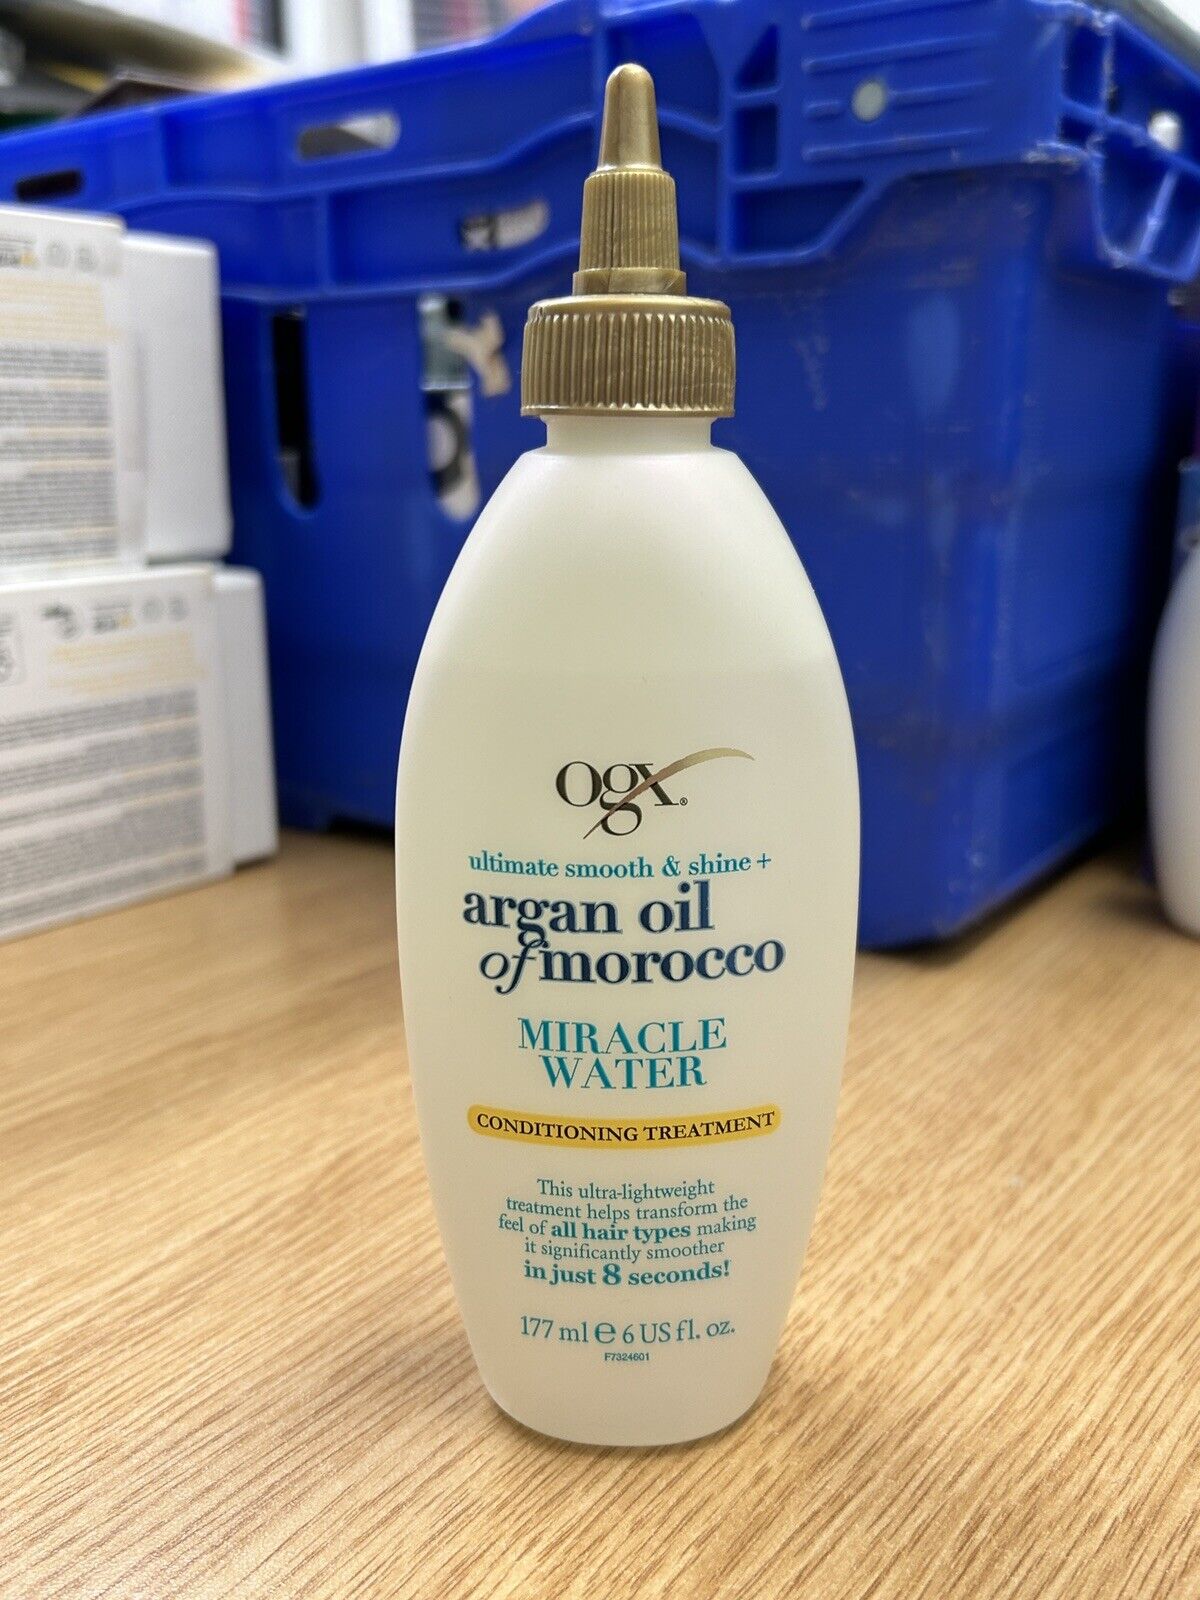 ogx®
ultimate smooth & shine +
argan oil
of morocco
MIRACLE
WATER
CONDITIONING TREATMENT
This ultra-lightweight
treatment helps transform the
feel of all hair types making
it significantly smoother
in just 8 seconds!
177 ml ℮ 6 US fl. oz.
F7324601